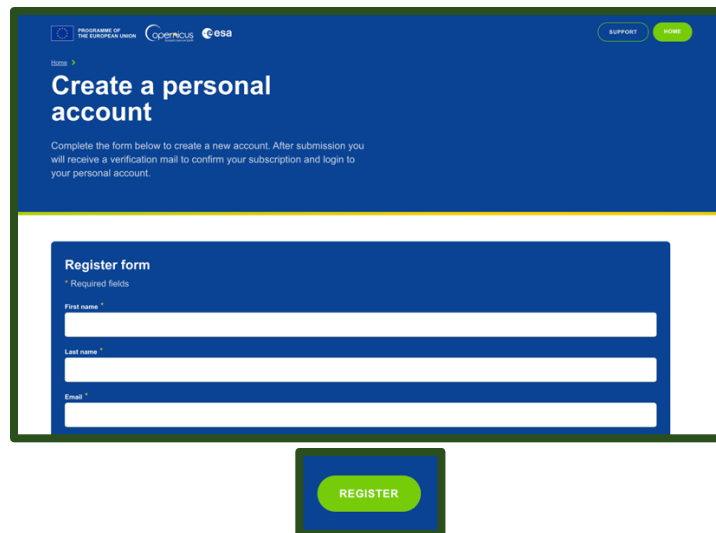 PROGRAMME OF
THE EUROPEAN UNION
Copernicus
esa
SUPPORT
HOME
Home >
Create a personal
account
Complete the form below to create a new account. After submission you
will receive a verification mail to confirm your subscription and login to
your personal account.
Register form
* Required fields
First name *
Last name *
Email *
REGISTER